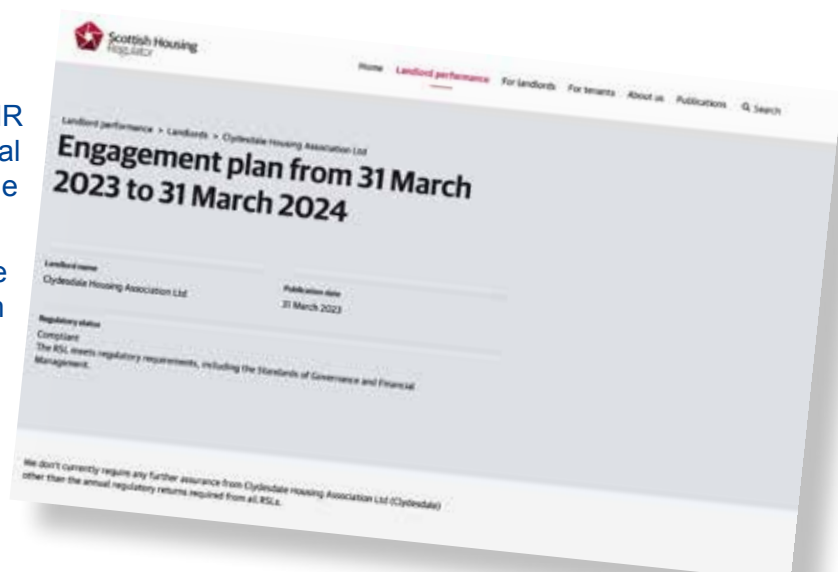 IR
al
e
e
n
Scottish Housing
Regulator
Home Landlord performance For landlords For tenants About us Publications Search
Landlord performance > Landlords > Clydesdale Housing Association Ltd
Engagement plan from 31 March
2023 to 31 March 2024
Landlord name
Clydesdale Housing Association Ltd
Publication date
31 March 2023
Regulatory status
Compliant
The RSL meets regulatory requirements, including the Standards of Governance and Financial
Management.
We don't currently require any further assurance from Clydesdale Housing Association Ltd (Clydesdale)
other than the annual regulatory returns required from all RSLs.